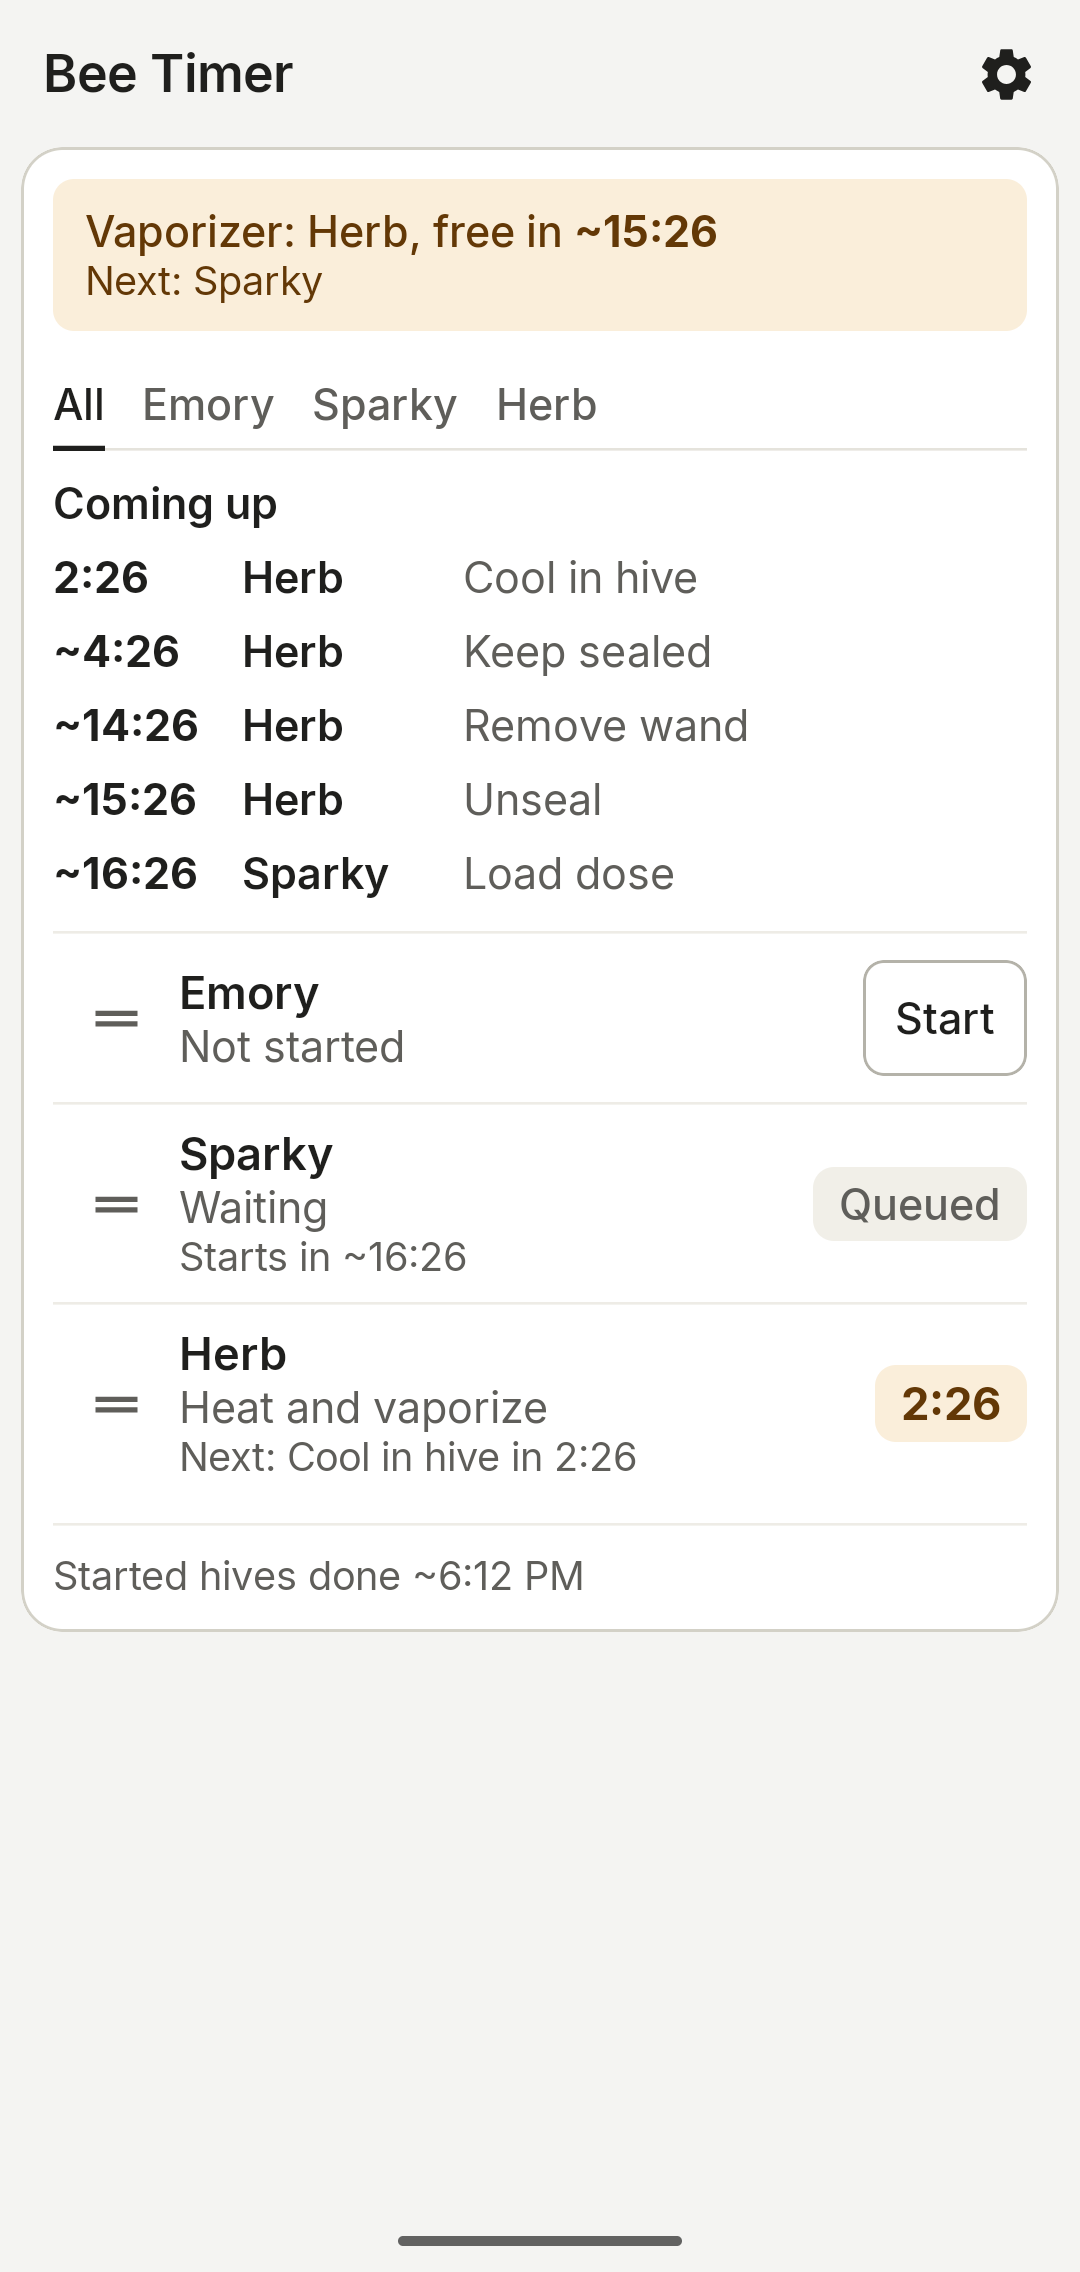 Bee Timer
Vaporizer: Herb, free in ~15:26
Next: Sparky
All Emory Sparky Herb
Coming up
2:26 Herb Cool in hive
~4:26 Herb Keep sealed
~14:26 Herb Remove wand
~15:26 Herb Unseal
~16:26 Sparky Load dose
Emory
Not started
Start
Sparky
Waiting
Starts in ~16:26
Queued
Herb
Heat and vaporize
Next: Cool in hive in 2:26
2:26
Started hives done ~6:12 PM